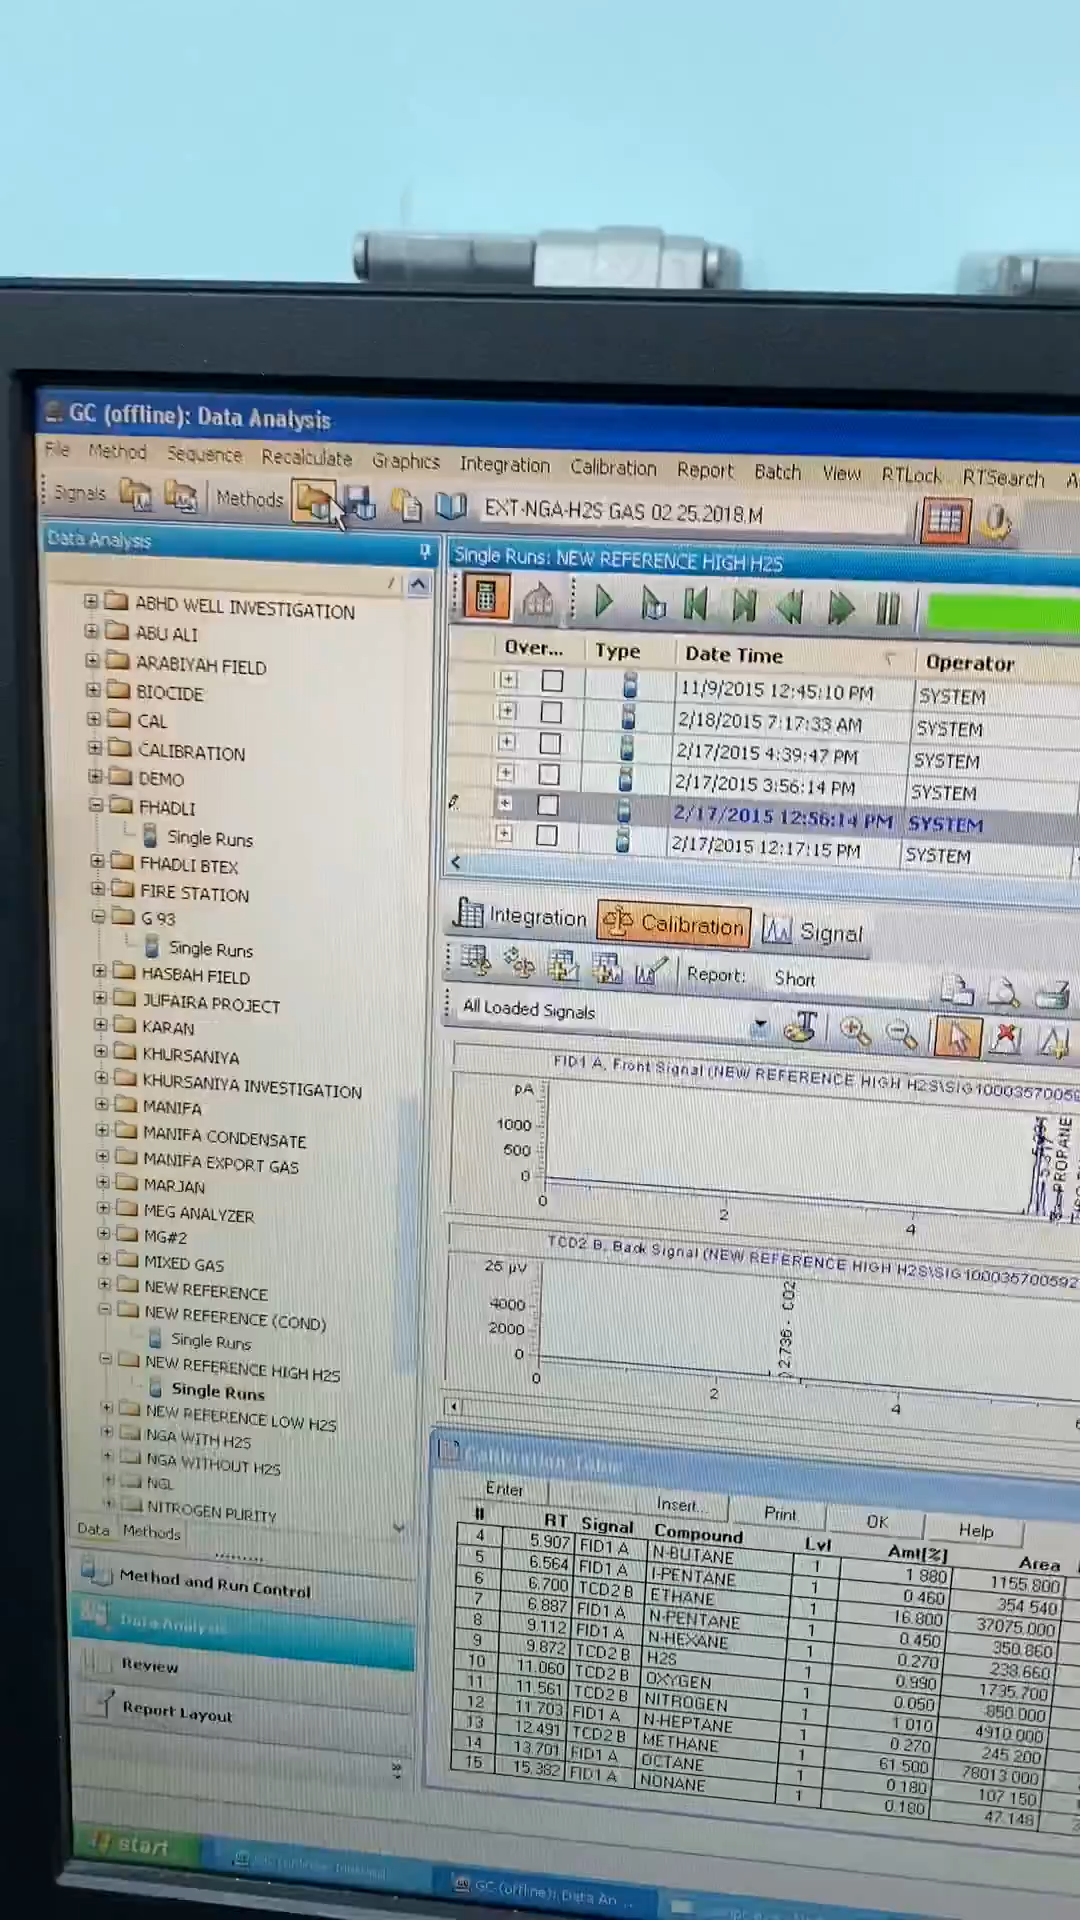 GC (offline): Data Analysis
File Method Sequence Recalculate Graphics Integration Calibration Report Batch View RTLock RTSearch A
Signals Methods EXT-NGA-H2S GAS 02.25.2018.M
Data Analysis
ABHD WELL INVESTIGATION
ABU ALI
ARABIYAH FIELD
BIOCIDE
CAL
CALIBRATION
DEMO
FHADLI
Single Runs
FHADLI BTEX
FIRE STATION
G 93
Single Runs
HASBAH FIELD
JUFAIRA PROJECT
KARAN
KHURSANIYA
KHURSANIYA INVESTIGATION
MANIFA
MANIFA CONDENSATE
MANIFA EXPORT GAS
MARJAN
MEG ANALYZER
MG#2
MIXED GAS
NEW REFERENCE
NEW REFERENCE (COND)
Single Runs
NEW REFERENCE HIGH H2S
Single Runs
NEW REFERENCE LOW H2S
NGA WITH H2S
NGA WITHOUT H2S
NGL
NITROGEN PURITY
Data Methods
Method and Run Control
Data Analysis
Review
Report Layout
start
GC (offline): Data An...
Single Runs: NEW REFERENCE HIGH H2S
Over... Type Date Time Operator
11/9/2015 12:45:10 PM SYSTEM
2/18/2015 7:17:33 AM SYSTEM
2/17/2015 4:39:47 PM SYSTEM
2/17/2015 3:56:14 PM SYSTEM
2/17/2015 12:56:14 PM SYSTEM
2/17/2015 12:17:15 PM SYSTEM
Integration Calibration Signal
Report: Short
All Loaded Signals
FID1 A, Front Signal (NEW REFERENCE HIGH H2S\SIG1000357005
pA
1000
500
0
0 2 4
PROPANE
TCD2 B, Back Signal (NEW REFERENCE HIGH H2S\SIG10003570059
25 µV
4000
2000
0
0 2 4
2.736 - CO2
Calibration Table
Enter Insert... Print OK Help
# RT Signal Compound Lvl Amt[%] Area
4 5.907 FID1 A N-BUTANE 1 1.880 1155.800
5 6.564 FID1 A I-PENTANE 1 0.460 354.540
6 6.700 TCD2 B ETHANE 1 16.800 37075.000
7 6.887 FID1 A N-PENTANE 1 0.450 350.860
8 9.112 FID1 A N-HEXANE 1 0.270 238.660
9 9.872 TCD2 B H2S 1 0.990 1735.700
10 11.060 TCD2 B OXYGEN 1 0.050 850.000
11 11.561 TCD2 B NITROGEN 1 1.010 4910.000
12 11.703 FID1 A N-HEPTANE 1 0.270 245.200
13 12.491 TCD2 B METHANE 1 61.500 78013.000
14 13.701 FID1 A OCTANE 1 0.180 107.150
15 15.382 FID1 A NONANE 1 0.180 47.148